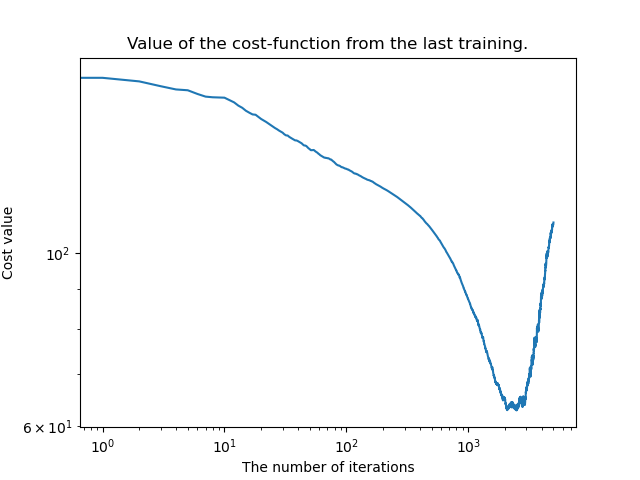 Value of the cost-function from the last training.
Cost value
10²
6 × 10¹
10⁰
10¹
10²
10³
The number of iterations